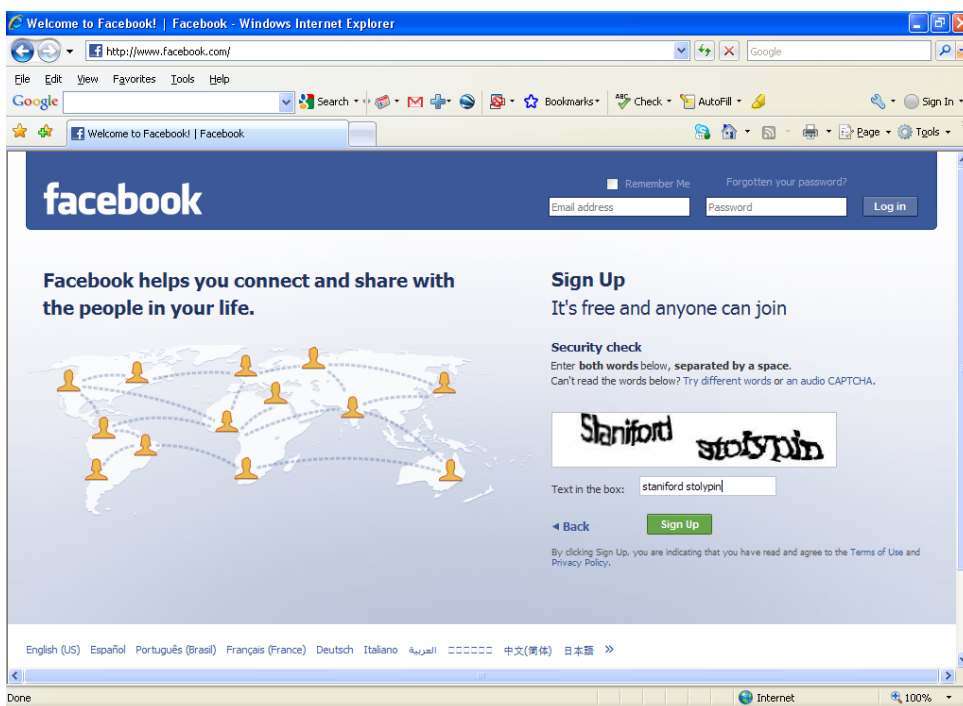 Welcome to Facebook! | Facebook - Windows Internet Explorer
http://www.facebook.com/
Google
File Edit View Favorites Tools Help
Google Search Bookmarks ABC Check AutoFill Sign In
Welcome to Facebook! | Facebook Page Tools
facebook
Remember Me Forgotten your password?
Email address Password Log in
Facebook helps you connect and share with
the people in your life.
Sign Up
It's free and anyone can join
Security check
Enter both words below, separated by a space.
Can't read the words below? Try different words or an audio CAPTCHA.
Staniford stolypin
Text in the box: staniford stolypin
Back Sign Up
By clicking Sign Up, you are indicating that you have read and agree to the Terms of Use and
Privacy Policy.
English (US) Español Português (Brasil) Français (France) Deutsch Italiano العربية 中文(简体) 日本語 »
Done Internet 100%